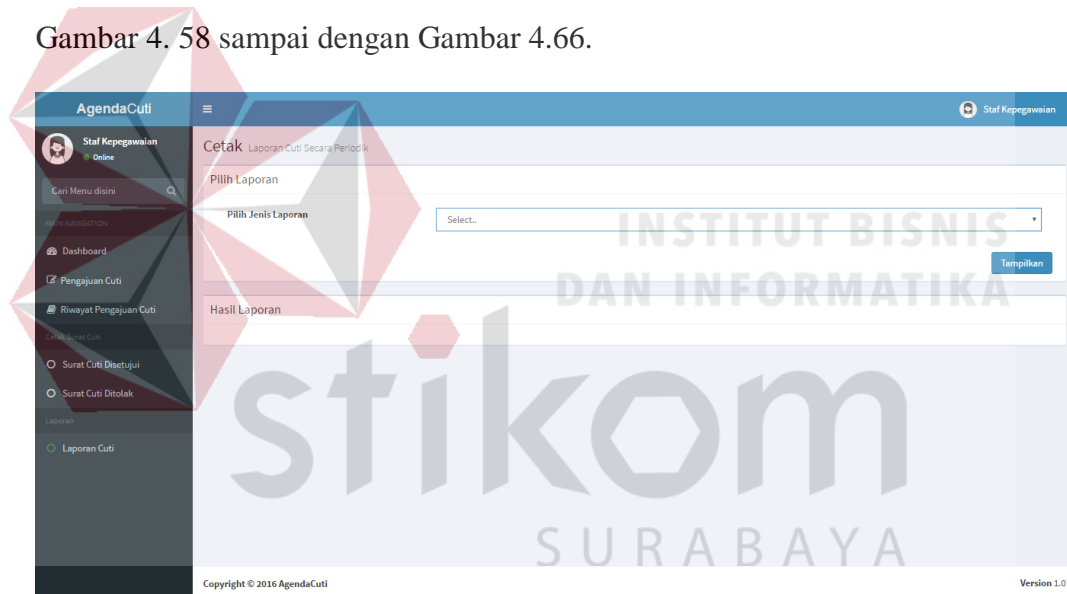 Gambar 4. 58 sampai dengan Gambar 4.66.
AgendaCuti
Staf Kepegawaian
Staf Kepegawaian
Online
Cetak Laporan Cuti Secara Periodik
Cari Menu disini
Pilih Laporan
MAIN NAVIGATION
Pilih Jenis Laporan
Select..
Dashboard
Tampilkan
Pengajuan Cuti
Riwayat Pengajuan Cuti
Hasil Laporan
Cetak Surat Cuti
Surat Cuti Disetujui
Surat Cuti Ditolak
Laporan
Laporan Cuti
Copyright © 2016 AgendaCuti
Version 1.0
INSTITUT BISNIS
DAN INFORMATIKA
stikom
SURABAYA